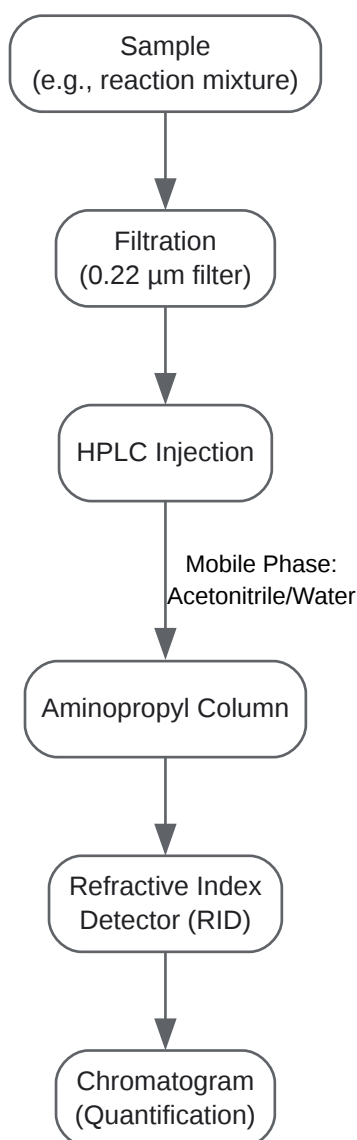 Sample
(e.g., reaction mixture)
Filtration
(0.22 µm filter)
HPLC Injection
Mobile Phase:
Acetonitrile/Water
Aminopropyl Column
Refractive Index
Detector (RID)
Chromatogram
(Quantification)